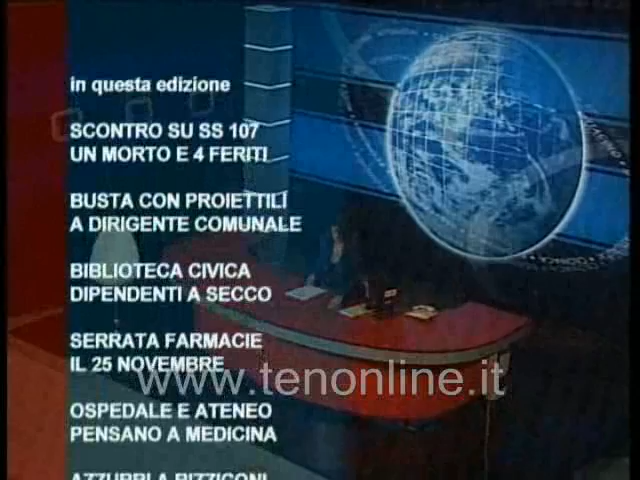 in questa edizione
SCONTRO SU SS 107
UN MORTO E 4 FERITI
BUSTA CON PROIETTILI
A DIRIGENTE COMUNALE
BIBLIOTECA CIVICA
DIPENDENTI A SECCO
SERRATA FARMACIE
IL 25 NOVEMBRE
www.tenonline.it
OSPEDALE E ATENEO
PENSANO A MEDICINA